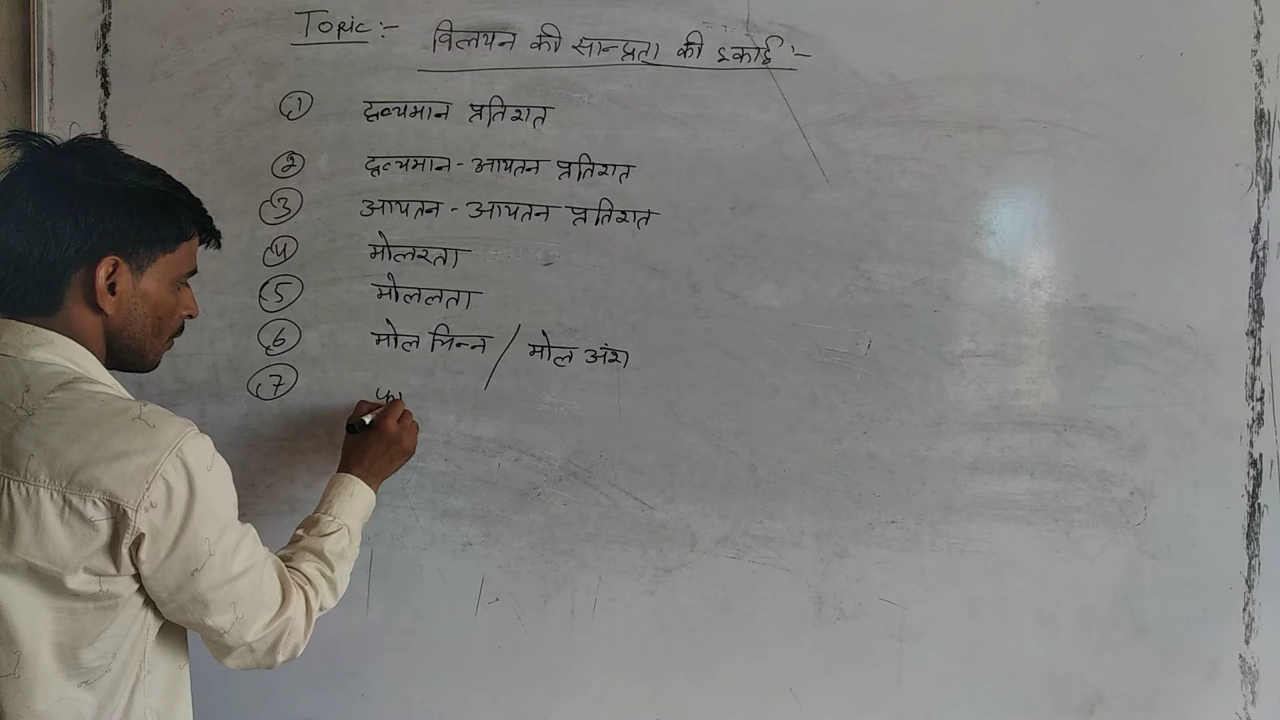 Topic:- विलयन की सान्द्रता की इकाई :-
① द्रव्यमान प्रतिशत
② द्रव्यमान - आयतन प्रतिशत
③ आयतन - आयतन प्रतिशत
④ मोलरता
⑤ मोललता
⑥ मोल भिन्न / मोल अंश
⑦